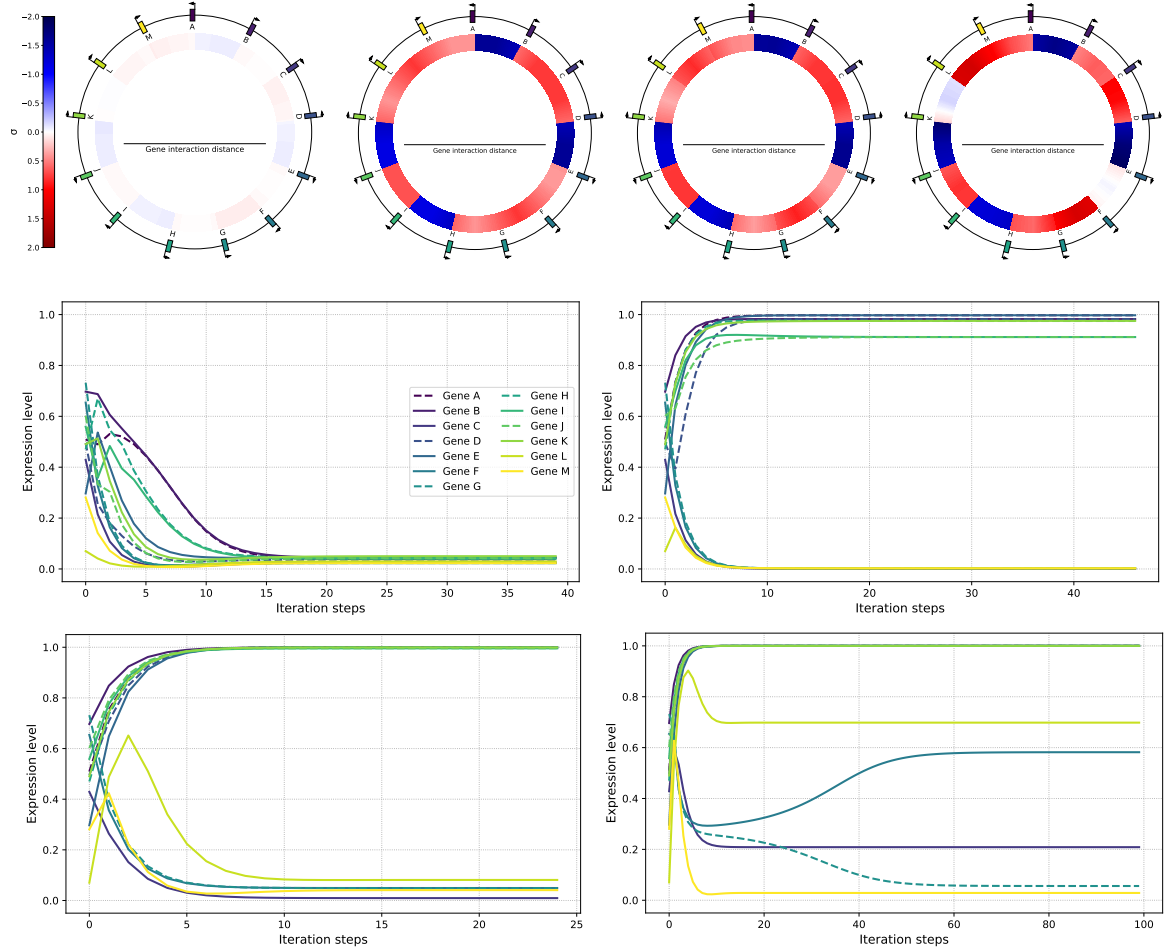 −2.0
−1.5
−1.0
−0.5
0.0
0.5
1.0
1.5
2.0
σ
A
B
C
D
E
F
G
H
I
J
K
L
M
Gene interaction distance
A
B
C
D
E
F
G
H
I
J
K
L
M
Gene interaction distance
A
B
C
D
E
F
G
H
I
J
K
L
M
Gene interaction distance
A
B
C
D
E
F
G
H
I
J
K
L
M
Gene interaction distance
Expression level
1.0
0.8
0.6
0.4
0.2
0.0
0 5 10 15 20 25 30 35 40
Iteration steps
Gene A
Gene B
Gene C
Gene D
Gene E
Gene F
Gene G
Gene H
Gene I
Gene J
Gene K
Gene L
Gene M
Expression level
1.0
0.8
0.6
0.4
0.2
0.0
0 10 20 30 40
Iteration steps
Expression level
1.0
0.8
0.6
0.4
0.2
0.0
0 5 10 15 20 25
Iteration steps
Expression level
1.0
0.8
0.6
0.4
0.2
0.0
0 20 40 60 80 100
Iteration steps